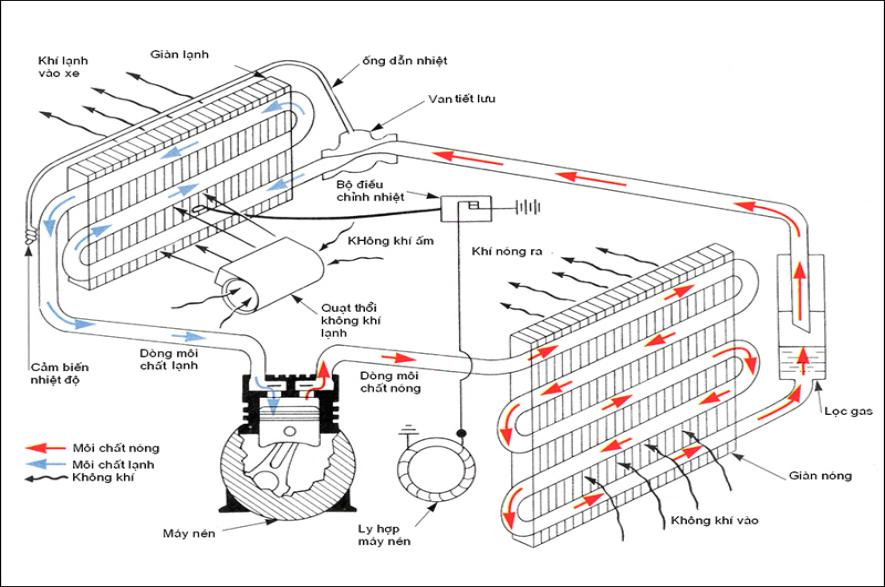 Khí lạnh
vào xe
Giàn lạnh
ống dẫn nhiệt
Van tiết lưu
Bộ điều
chỉnh nhiệt
KHông khí ấm
Khí nóng ra
Quạt thổi
không khí
lạnh
Cảm biến
nhiệt độ
Dòng môi
chất lạnh
Dòng môi
chất nóng
Lọc gas
Môi chất nóng
Môi chất lạnh
Không khí
Giàn nóng
Máy nén
Ly hợp
máy nén
Không khí vào